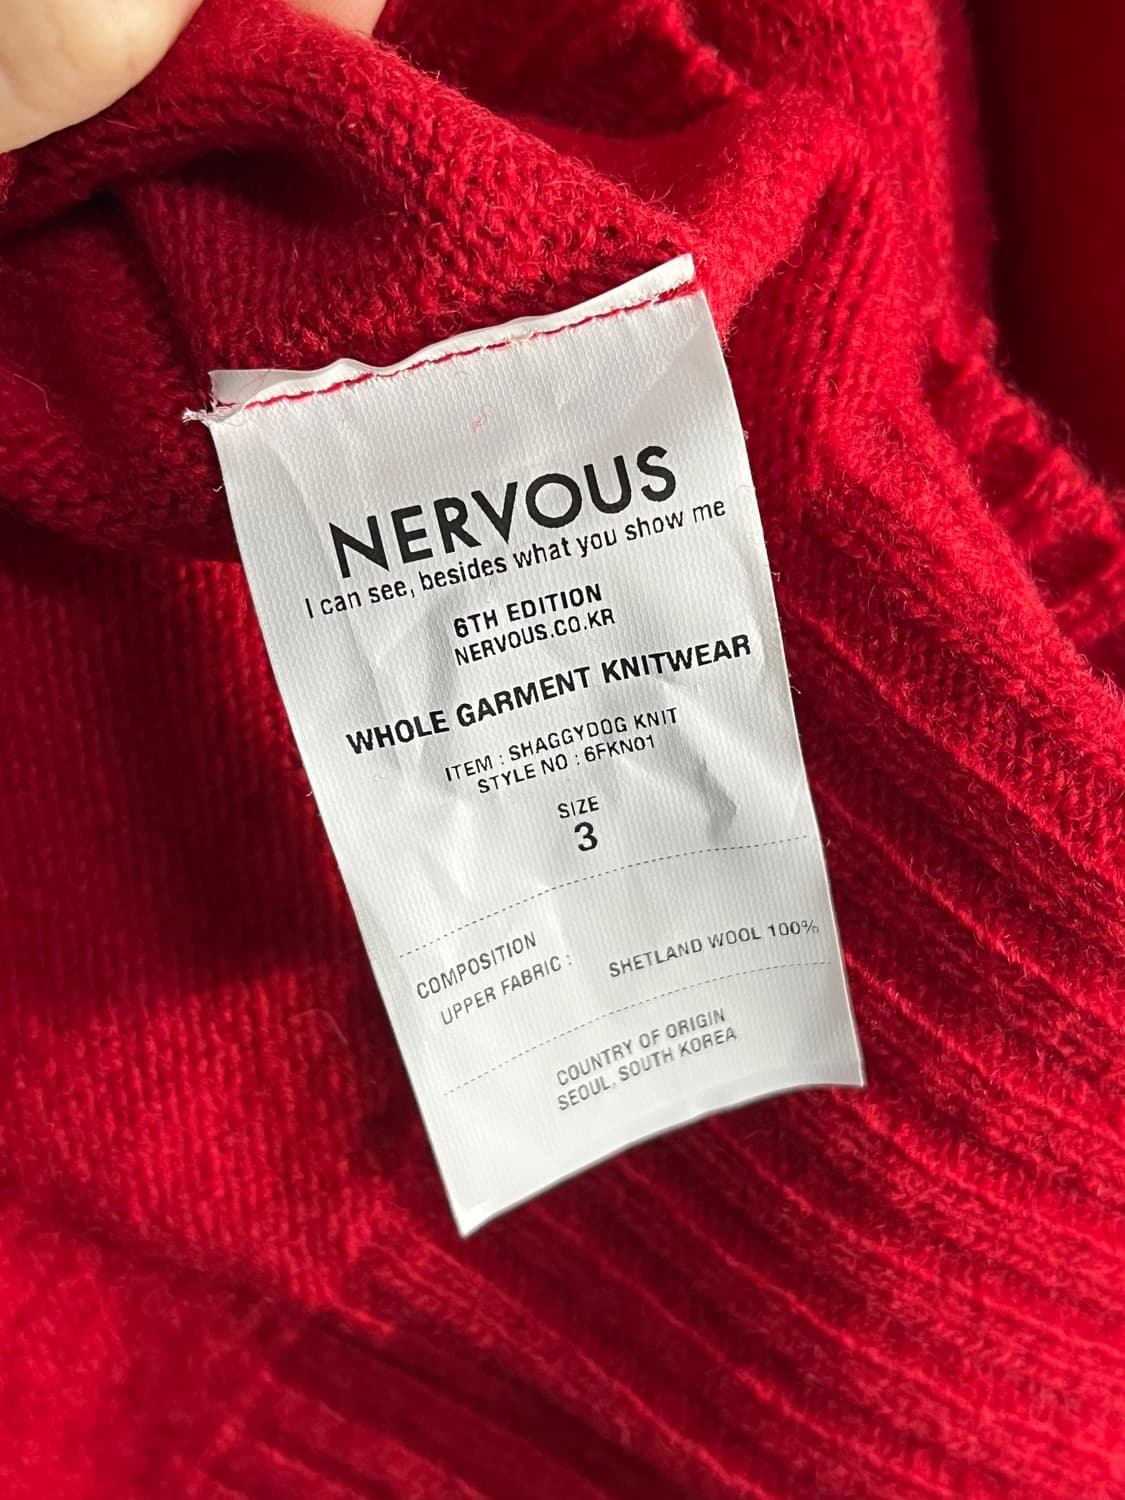 NERVOUS
I can see, besides what you show me
6TH EDITION
NERVOUS.CO.KR
WHOLE GARMENT KNITWEAR
ITEM : SHAGGYDOG KNIT
STYLE NO : 6FKN01
SIZE
3
COMPOSITION
UPPER FABRIC : SHETLAND WOOL 100%
COUNTRY OF ORIGIN
SEOUL, SOUTH KOREA